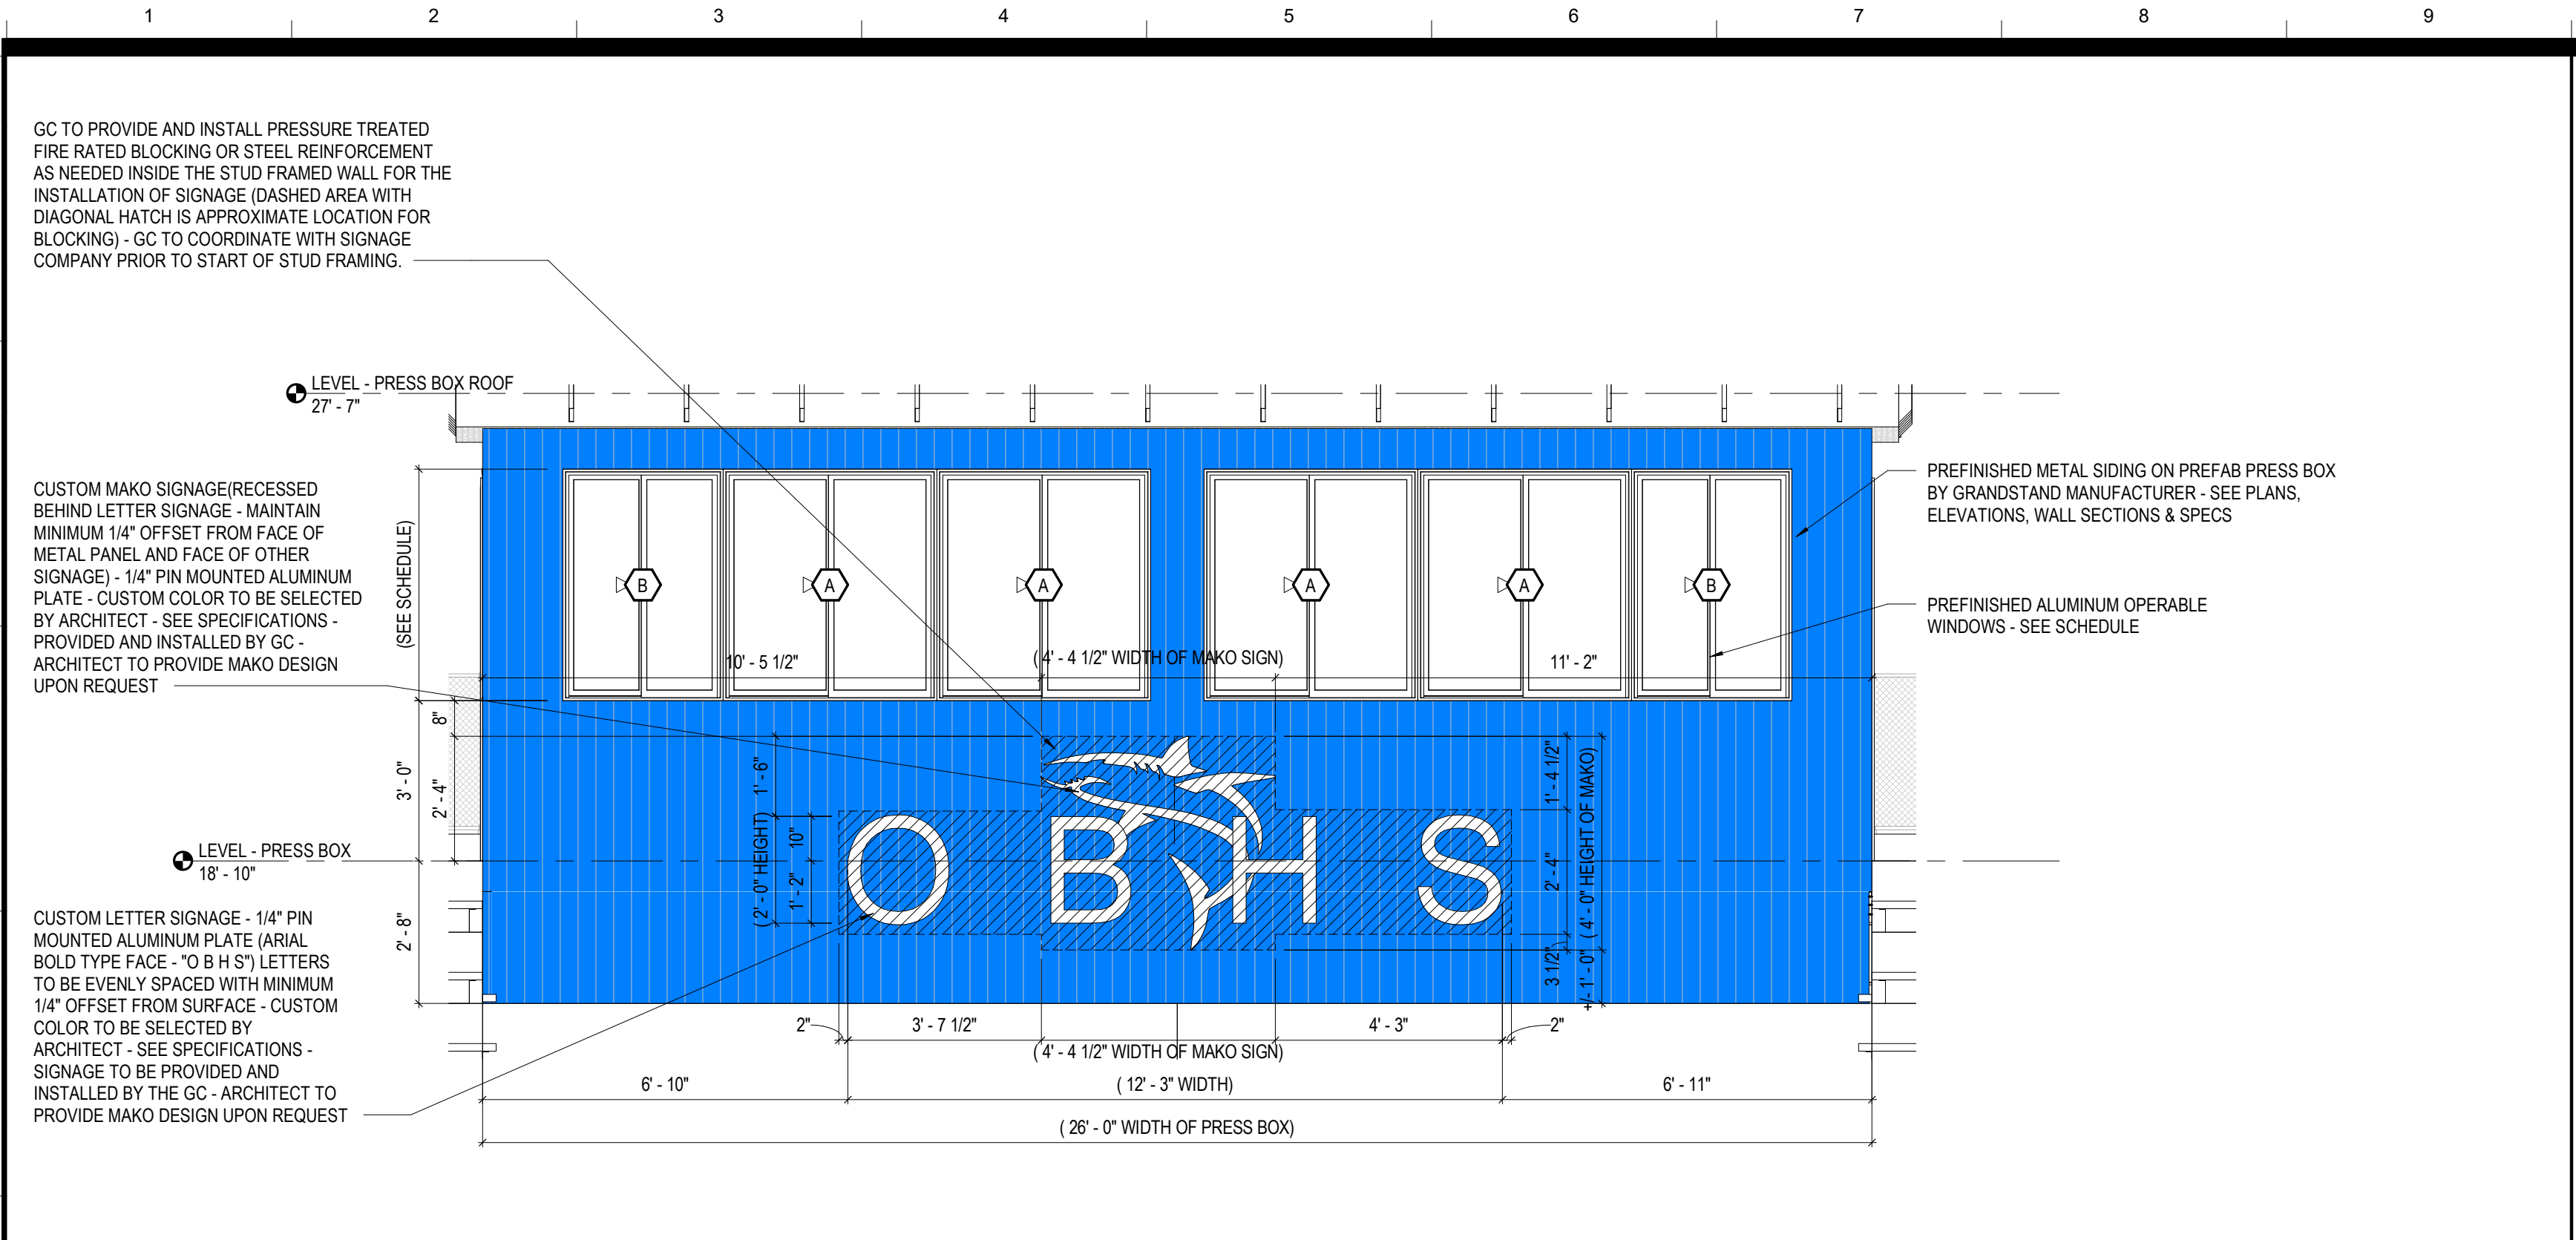 1 2 3 4 5 6 7 8 9
GC TO PROVIDE AND INSTALL PRESSURE TREATED
FIRE RATED BLOCKING OR STEEL REINFORCEMENT
AS NEEDED INSIDE THE STUD FRAMED WALL FOR THE
INSTALLATION OF SIGNAGE (DASHED AREA WITH
DIAGONAL HATCH IS APPROXIMATE LOCATION FOR
BLOCKING) - GC TO COORDINATE WITH SIGNAGE
COMPANY PRIOR TO START OF STUD FRAMING.
LEVEL - PRESS BOX ROOF
27' - 7"
CUSTOM MAKO SIGNAGE(RECESSED
BEHIND LETTER SIGNAGE - MAINTAIN
MINIMUM 1/4" OFFSET FROM FACE OF
METAL PANEL AND FACE OF OTHER
SIGNAGE) - 1/4" PIN MOUNTED ALUMINUM
PLATE - CUSTOM COLOR TO BE SELECTED
BY ARCHITECT - SEE SPECIFICATIONS -
PROVIDED AND INSTALLED BY GC -
ARCHITECT TO PROVIDE MAKO DESIGN
UPON REQUEST
(SEE SCHEDULE)
B A A A A B
PREFINISHED METAL SIDING ON PREFAB PRESS BOX
BY GRANDSTAND MANUFACTURER - SEE PLANS,
ELEVATIONS, WALL SECTIONS & SPECS
PREFINISHED ALUMINUM OPERABLE
WINDOWS - SEE SCHEDULE
10' - 5 1/2" ( 4' - 4 1/2" WIDTH OF MAKO SIGN) 11' - 2"
8"
3' - 0"
2' - 4"
1' - 6"
( 2' - 0" HEIGHT)
10"
1' - 2"
1' - 4 1/2"
2' - 4"
3 1/2"
( 4' - 0" HEIGHT OF MAKO)
+/- 1' - 0"
O B H S
LEVEL - PRESS BOX
18' - 10"
2' - 8"
CUSTOM LETTER SIGNAGE - 1/4" PIN
MOUNTED ALUMINUM PLATE (ARIAL
BOLD TYPE FACE - "O B H S") LETTERS
TO BE EVENLY SPACED WITH MINIMUM
1/4" OFFSET FROM SURFACE - CUSTOM
COLOR TO BE SELECTED BY
ARCHITECT - SEE SPECIFICATIONS -
SIGNAGE TO BE PROVIDED AND
INSTALLED BY THE GC - ARCHITECT TO
PROVIDE MAKO DESIGN UPON REQUEST
2" 3' - 7 1/2" 4' - 3" 2"
( 4' - 4 1/2" WIDTH OF MAKO SIGN)
6' - 10" ( 12' - 3" WIDTH) 6' - 11"
( 26' - 0" WIDTH OF PRESS BOX)